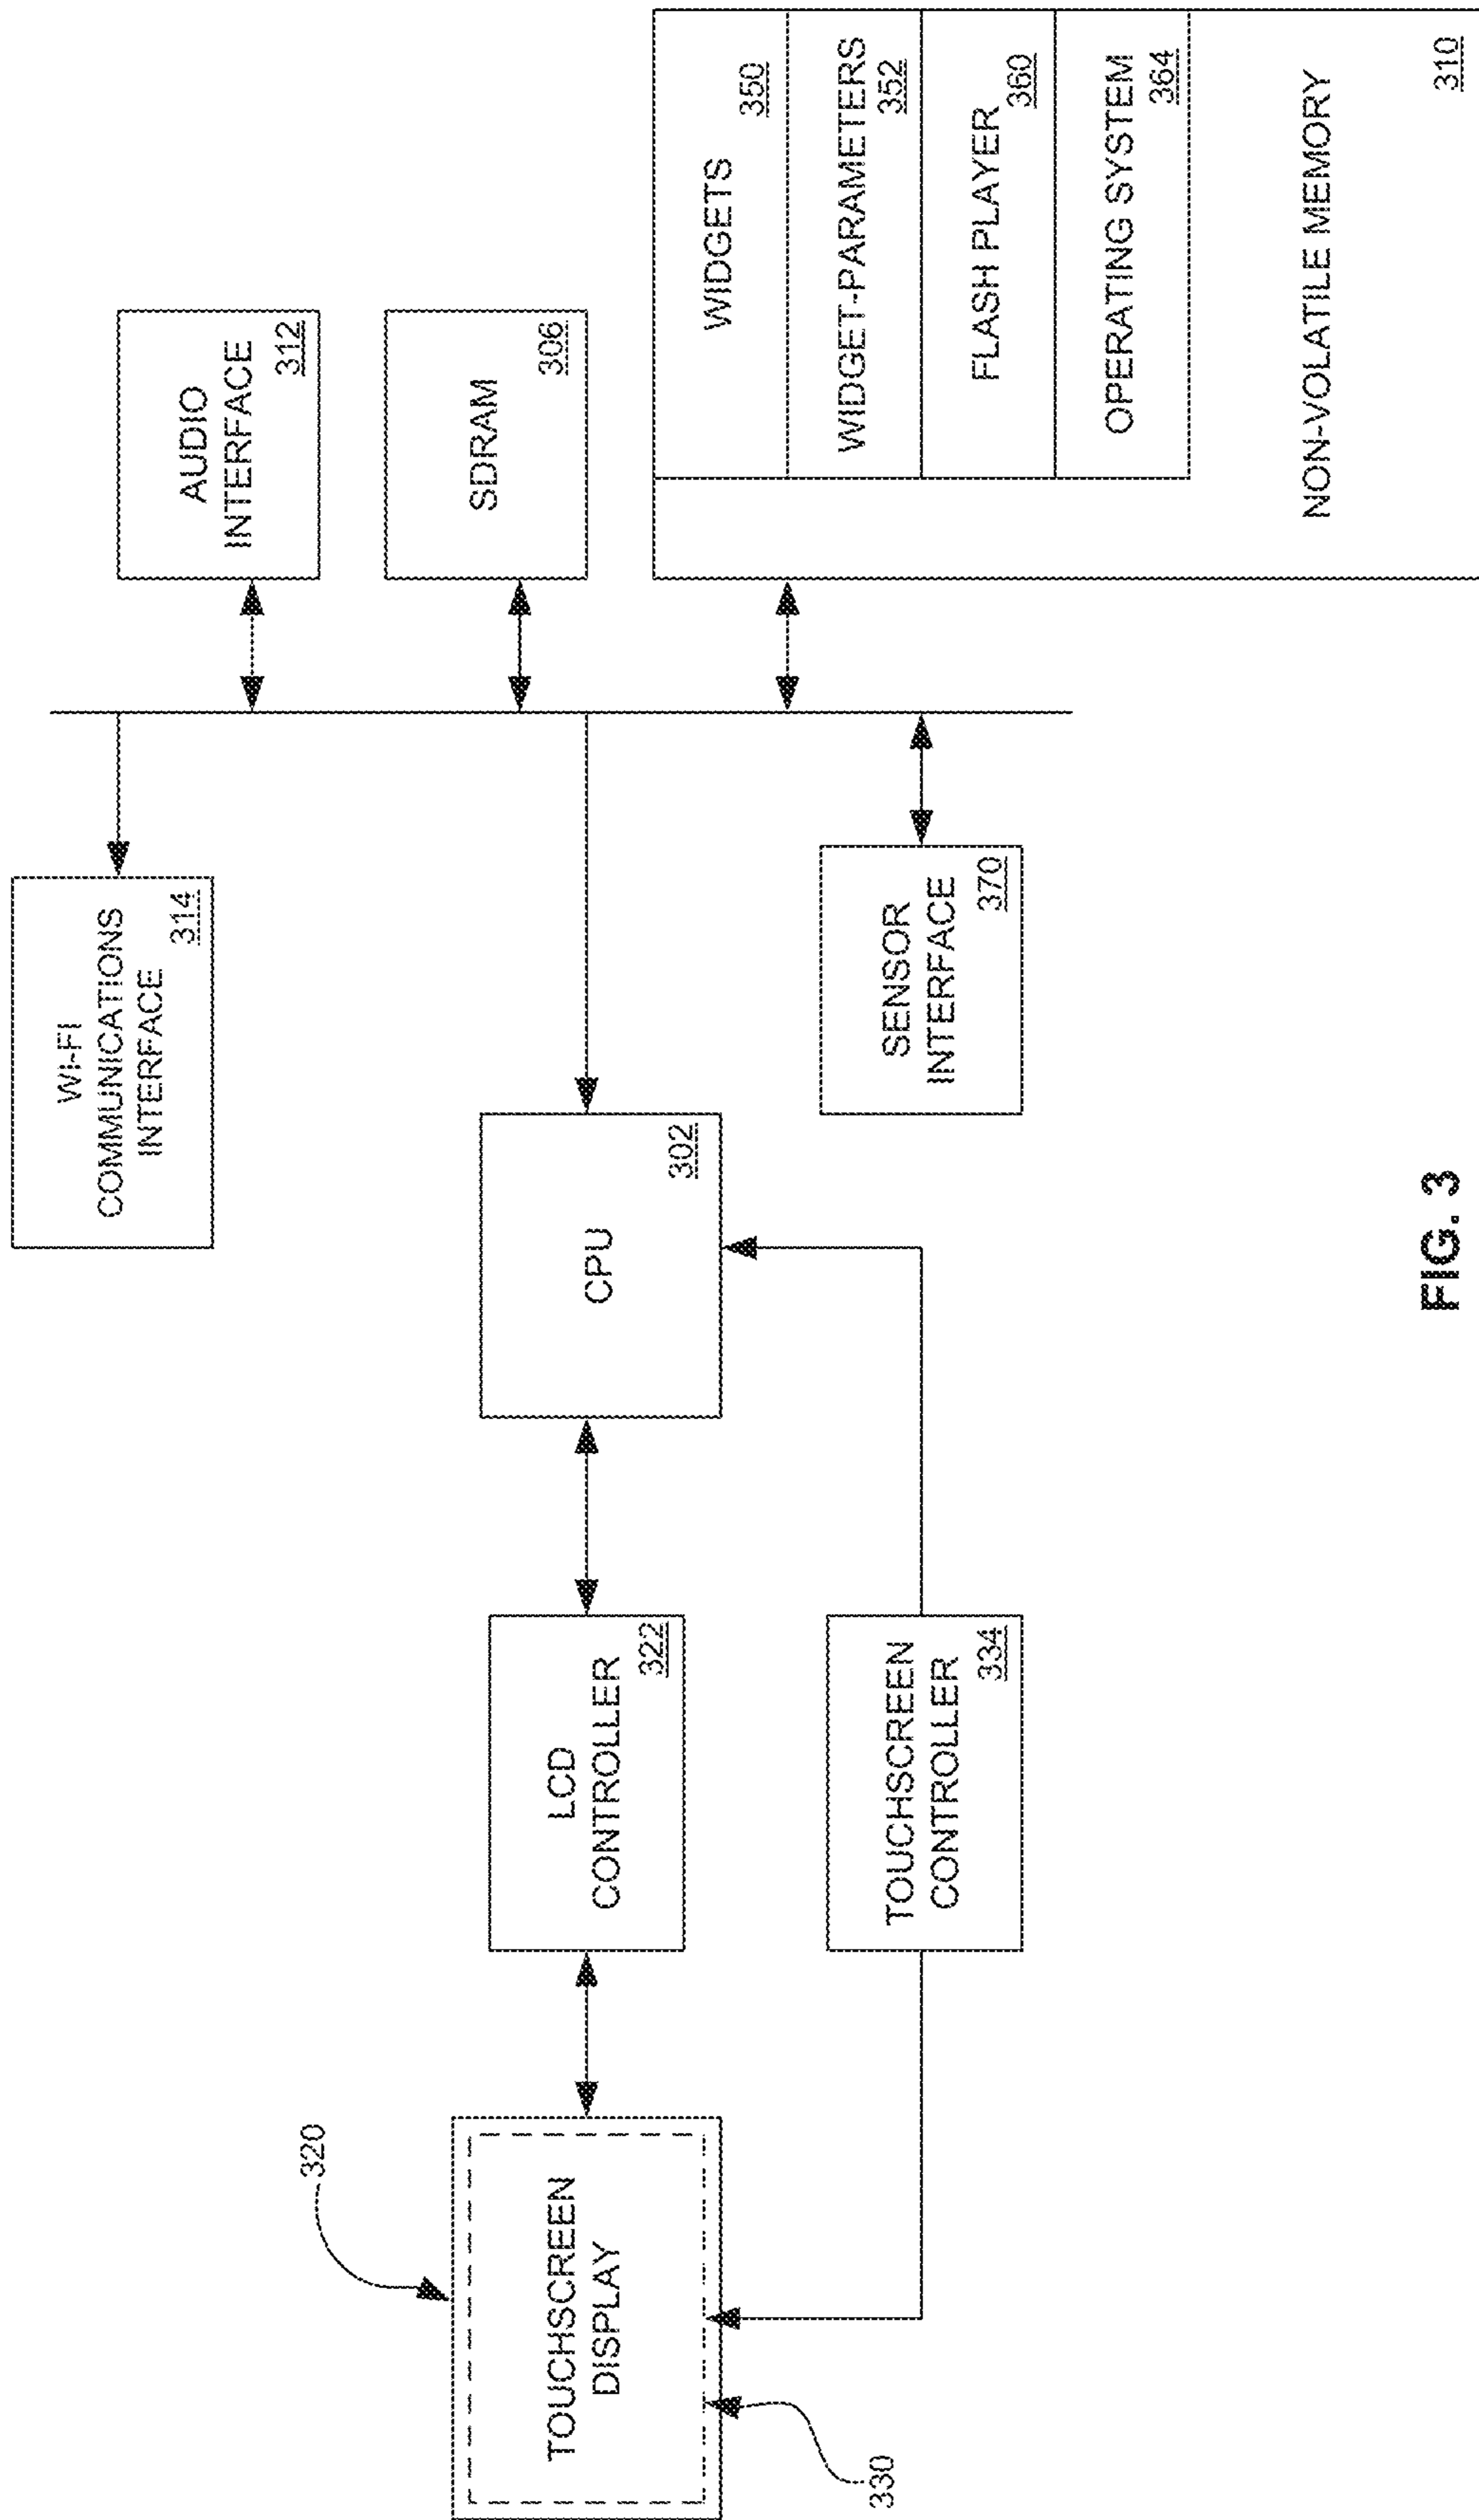 320
TOUCHSCREEN
DISPLAY
330
LCD
CONTROLLER
322
TOUCHSCREEN
CONTROLLER
334
CPU
302
WI-FI
COMMUNICATIONS
INTERFACE
314
SENSOR
INTERFACE
370
AUDIO
INTERFACE
312
SDRAM
306
WIDGETS
350
WIDGET-PARAMETERS
352
FLASH PLAYER
360
OPERATING SYSTEM
364
NON-VOLATILE MEMORY
310
FIG. 3